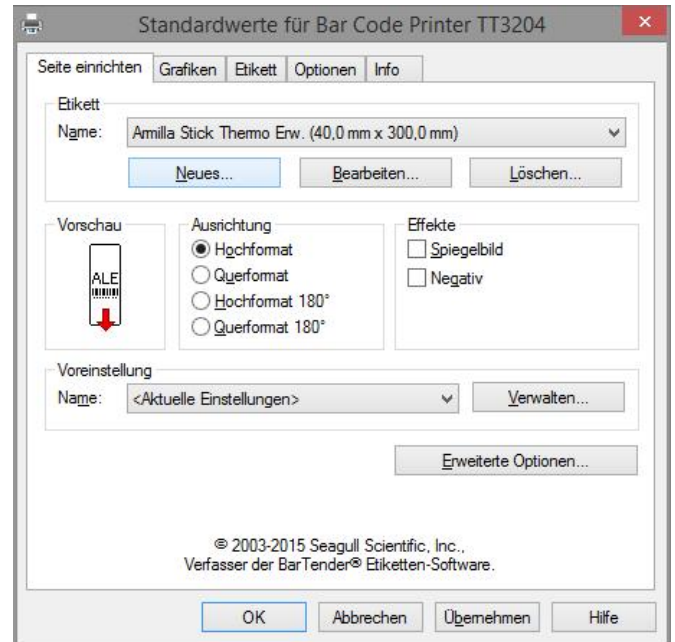 Standardwerte für Bar Code Printer TT3204
Seite einrichten Grafiken Etikett Optionen Info
Etikett
Name: Armilla Stick Thermo Erw. (40,0 mm x 300,0 mm)
Neues... Bearbeiten... Löschen...
Vorschau
ALE
Ausrichtung
Hochformat
Querformat
Hochformat 180°
Querformat 180°
Effekte
Spiegelbild
Negativ
Voreinstellung
Name: <Aktuelle Einstellungen> Verwalten...
Erweiterte Optionen...
© 2003-2015 Seagull Scientific, Inc.,
Verfasser der BarTender® Etiketten-Software.
OK Abbrechen Übernehmen Hilfe